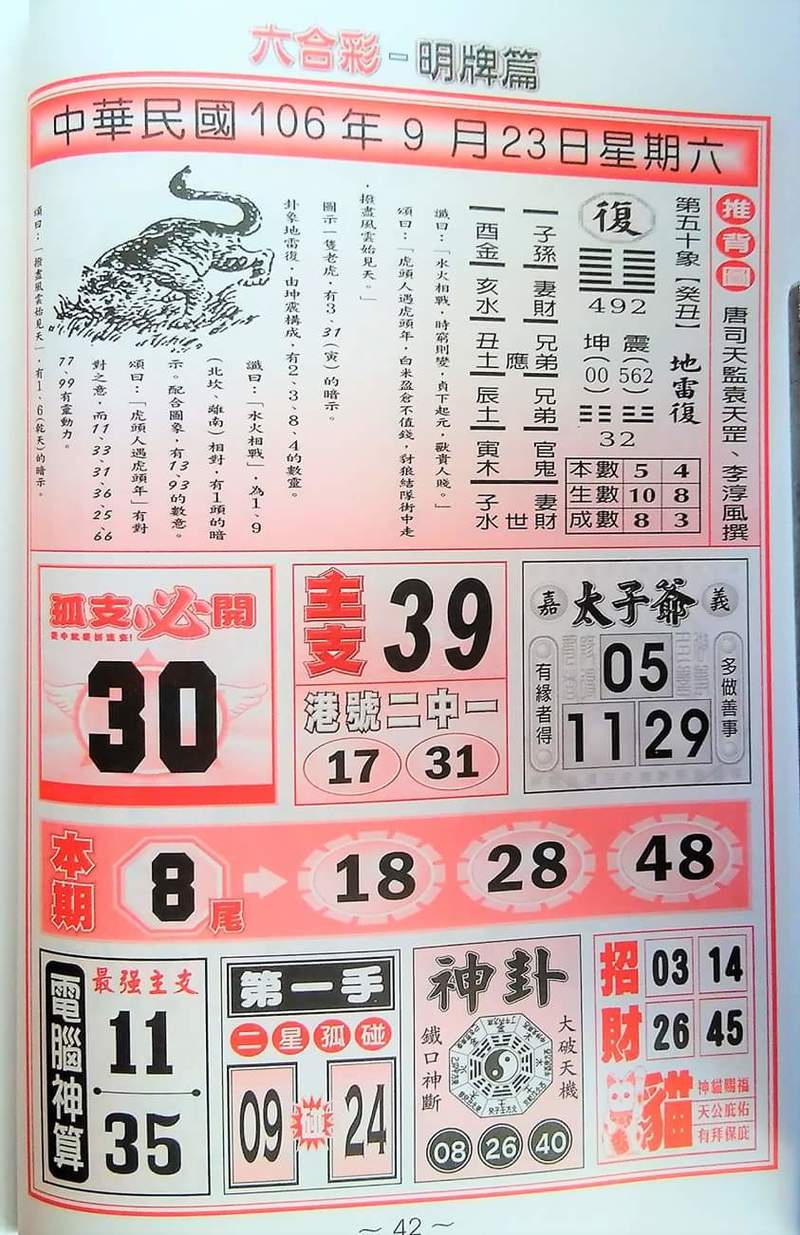 六合彩-明牌篇
中華民國106年9月23日星期六
推背圖
唐司天監袁天罡、李淳風撰
第五十象【癸丑】 地雷復
復
492
坤(00) 震(562)
32
本數 5 4
生數 10 8
成數 8 3
子孫 妻財 兄弟 應 兄弟 官鬼 妻財 世
酉金 亥水 丑土 辰土 寅木 子水
讖曰:「水火相戰,時窮則變,貞下起元,獸貴人賤。」
頌曰:「虎頭人遇虎頭年,白米盈倉不值錢,豺狼結隊街中走
,撥盡風雲始見天。」
圖示一隻老虎,有3、31(寅)的暗示。
卦象地雷復,由坤震構成,有2、3、8、4的數靈。
讖曰:「水火相戰」,為1、9
(北坎、離南)相對,有1頭的暗
示。配合圖象,有13、93的數意。
頌曰:「虎頭人遇虎頭年」有對
對之意,而11、33、31、36、25、66
77、99有靈動力。
頌曰:「撥盡風雲始見天」,有1、6(乾天)的暗示。
孤支必開
要中就要拼這支!
30
主支
39
港號二中一
17 31
嘉 太子爺 義
有緣者得
05
11 29
多做善事
本期
8尾
18 28 48
電腦神算
最強主支
11
35
第一手
二星孤碰
09 碰 24
神卦
鐵口神斷
大破天機
08 26 40
招財貓
03 14
26 45
神貓賜福
天公庇佑
有拜保庇
~ 42 ~